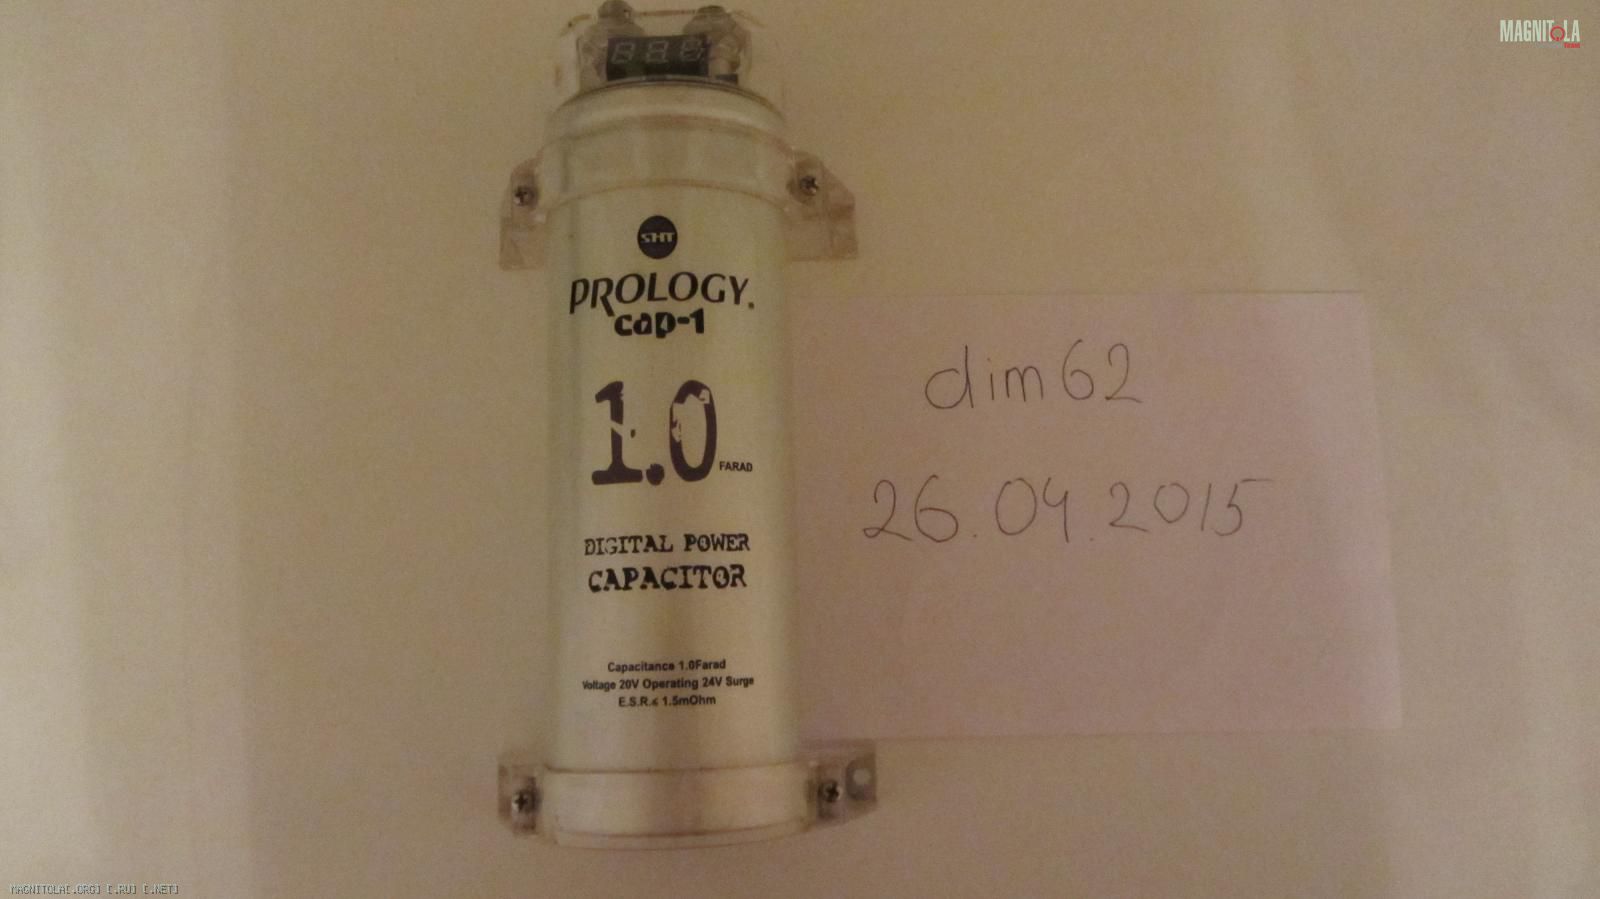 MAGNITOLA
SHT
PROLOGY.
cap-1
1.0 FARAD
DIGITAL POWER
CAPACITOR
Capacitance 1.0Farad
Voltage 20V Operating 24V Surge
E.S.R.≤ 1.5mOhm
dim62
26.04.2015
MAGNITOLA[.ORG] [.RU] [.NET]